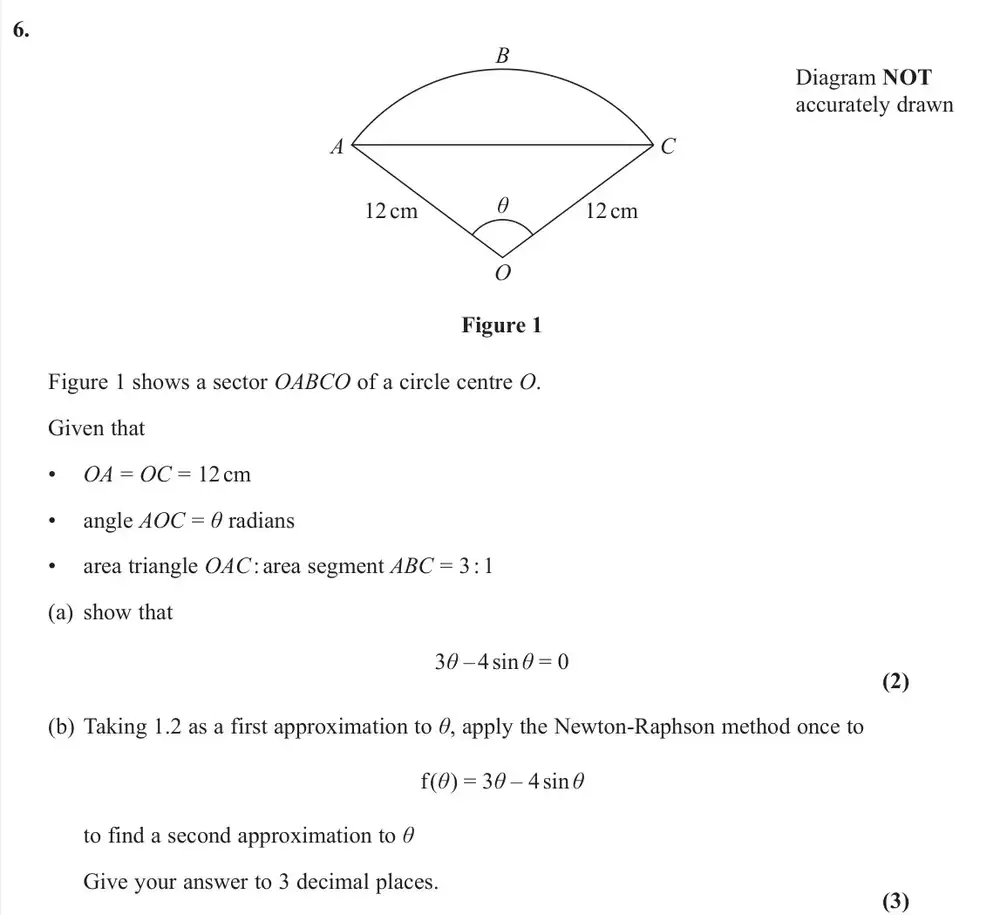 6.
B
Diagram NOT
accurately drawn
A
C
12 cm
θ
12 cm
O
Figure 1
Figure 1 shows a sector OABCO of a circle centre O.
Given that
• OA = OC = 12 cm
• angle AOC = θ radians
• area triangle OAC : area segment ABC = 3 : 1
(a) show that
3θ – 4 sin θ = 0
(2)
(b) Taking 1.2 as a first approximation to θ, apply the Newton-Raphson method once to
f(θ) = 3θ – 4 sin θ
to find a second approximation to θ
Give your answer to 3 decimal places.
(3)